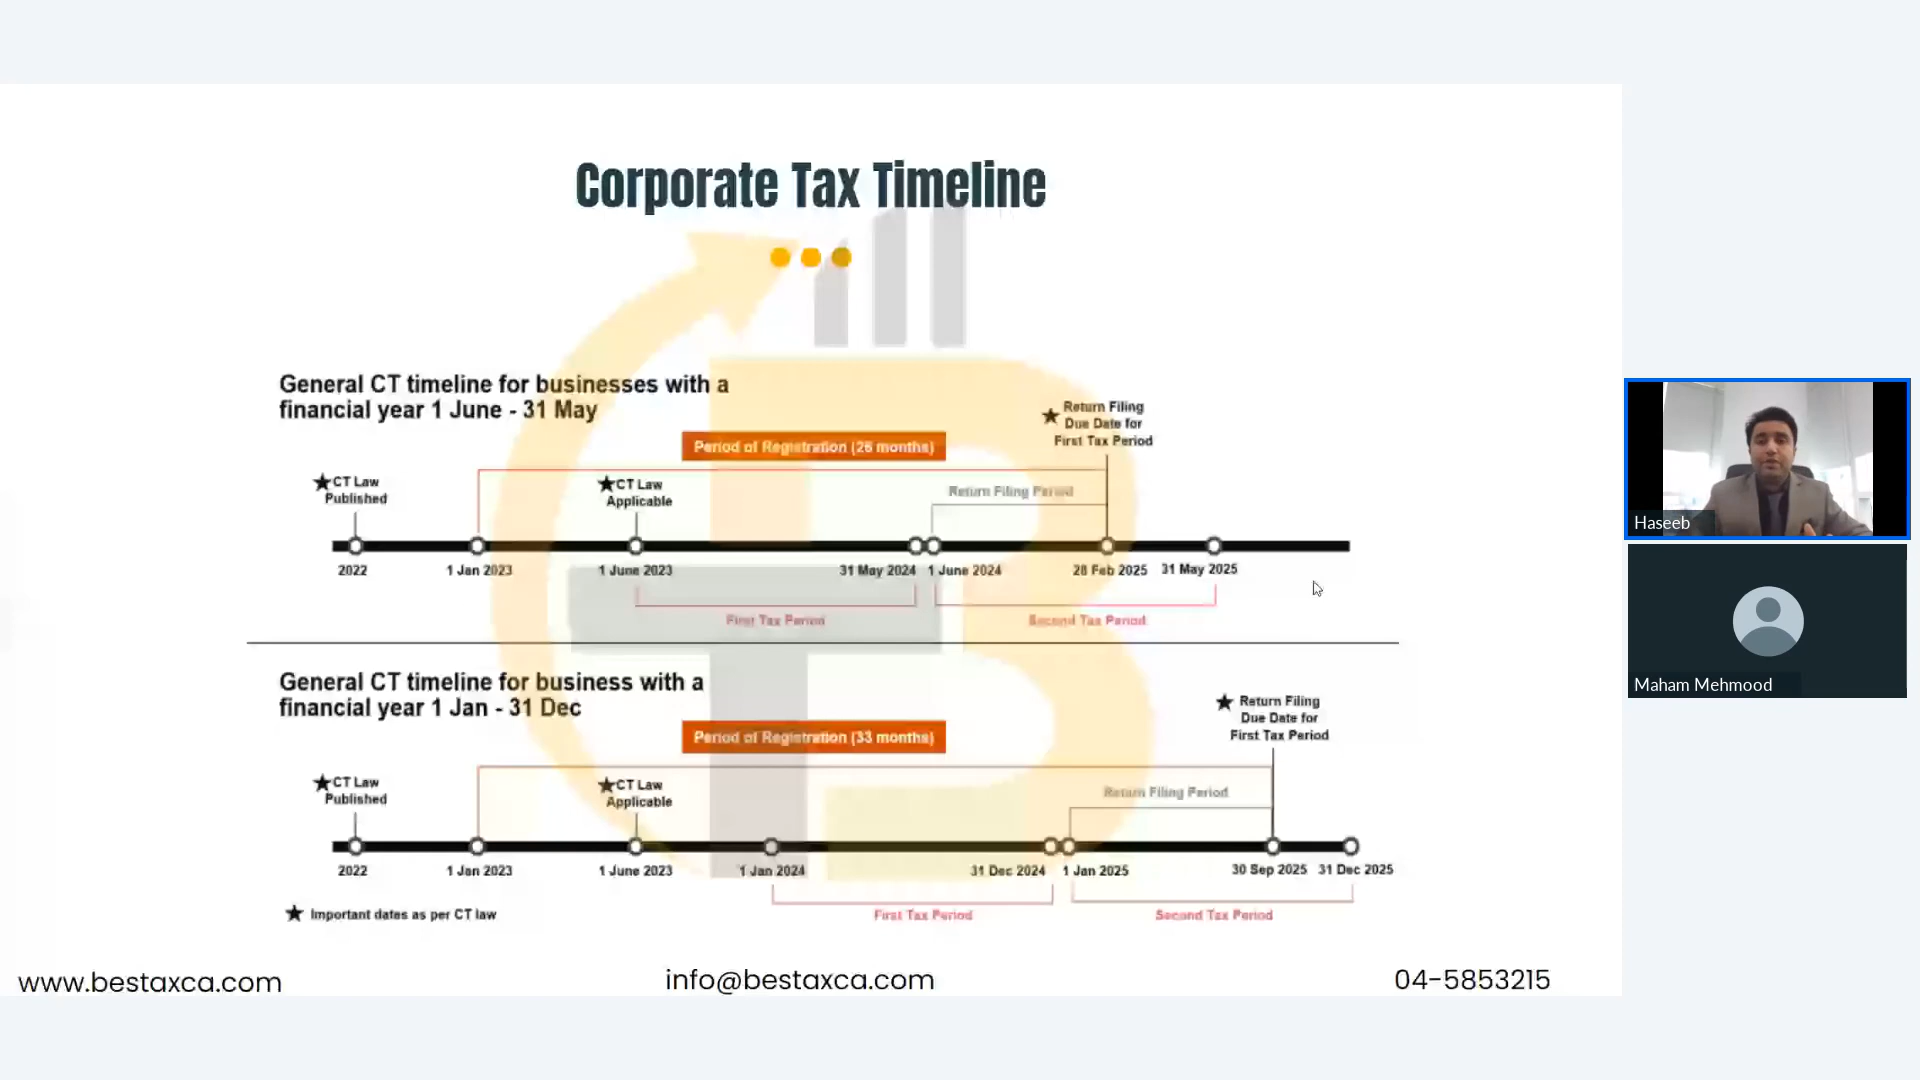 Corporate Tax Timeline
General CT timeline for businesses with a
financial year 1 June - 31 May
Period of Registration (26 months)
Return Filing
Due Date for
First Tax Period
CT Law
Published
CT Law
Applicable
Return Filing Period
2022
1 Jan 2023
1 June 2023
31 May 2024
1 June 2024
28 Feb 2025
31 May 2025
First Tax Period
Second Tax Period
General CT timeline for business with a
financial year 1 Jan - 31 Dec
Period of Registration (33 months)
Return Filing
Due Date for
First Tax Period
CT Law
Published
CT Law
Applicable
Return Filing Period
2022
1 Jan 2023
1 June 2023
1 Jan 2024
31 Dec 2024
1 Jan 2025
30 Sep 2025
31 Dec 2025
First Tax Period
Second Tax Period
Important dates as per CT law
www.bestaxca.com
info@bestaxca.com
04-5853215
Haseeb
Maham Mehmood